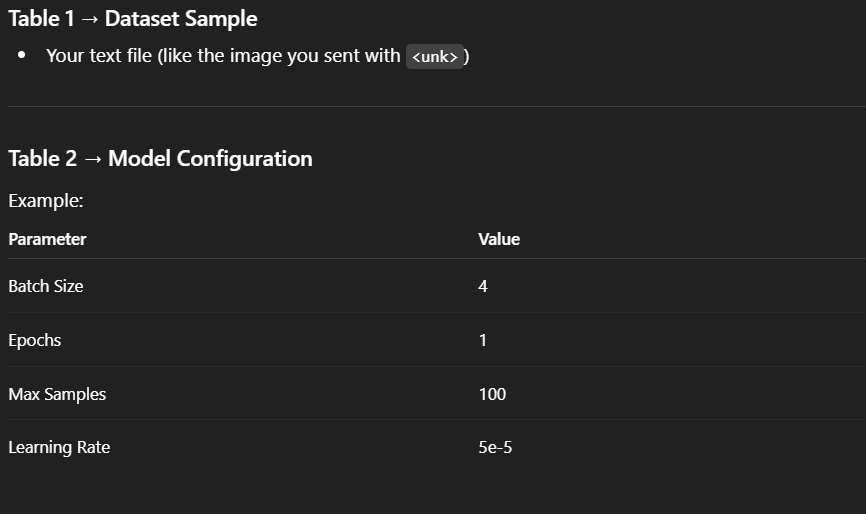 Table 1 → Dataset Sample
• Your text file (like the image you sent with <unk>)
Table 2 → Model Configuration
Example:
Parameter Value
Batch Size 4
Epochs 1
Max Samples 100
Learning Rate 5e-5